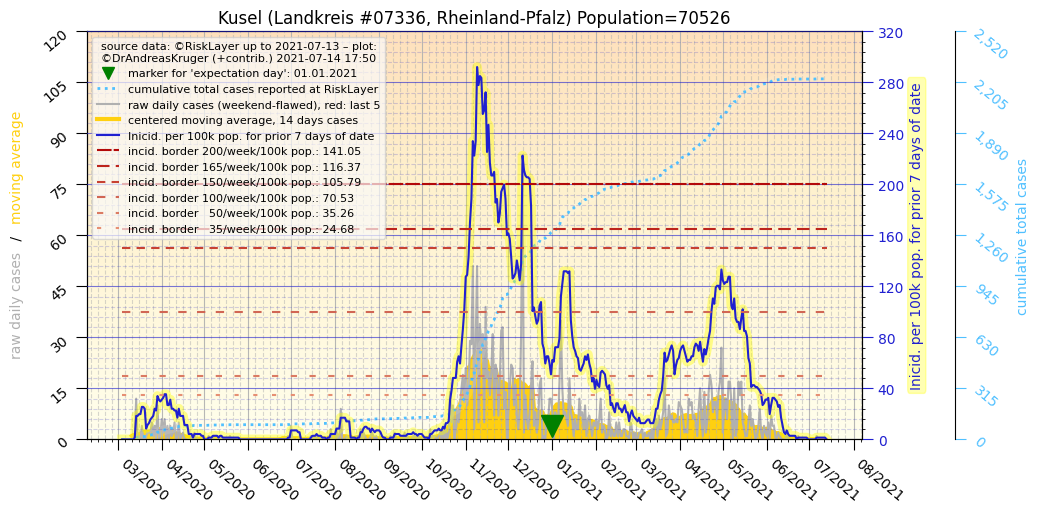 Kusel (Landkreis #07336, Rheinland-Pfalz) Population=70526
source data: ©RiskLayer up to 2021-07-13 – plot:
©DrAndreasKruger (+contrib.) 2021-07-14 17:50
marker for 'expectation day': 01.01.2021
cumulative total cases reported at RiskLayer
raw daily cases (weekend-flawed), red: last 5
centered moving average, 14 days cases
Inicid. per 100k pop. for prior 7 days of date
incid. border 200/week/100k pop.: 141.05
incid. border 165/week/100k pop.: 116.37
incid. border 150/week/100k pop.: 105.79
incid. border 100/week/100k pop.: 70.53
incid. border   50/week/100k pop.: 35.26
incid. border   35/week/100k pop.: 24.68
raw daily cases / moving average
120
105
90
75
60
45
30
15
0
320
280
240
200
160
120
80
40
0
Inicid. per 100k pop. for prior 7 days of date
2,520
2,205
1,890
1,575
1,260
945
630
315
0
cumulative total cases
03/2020
04/2020
05/2020
06/2020
07/2020
08/2020
09/2020
10/2020
11/2020
12/2020
01/2021
02/2021
03/2021
04/2021
05/2021
06/2021
07/2021
08/2021